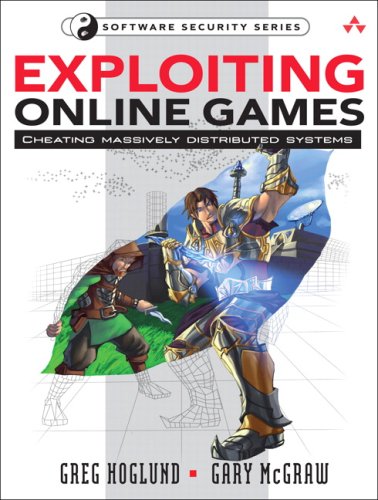 SOFTWARE SECURITY SERIES
EXPLOITING
ONLINE GAMES
CHEATING MASSIVELY DISTRIBUTED SYSTEMS
GREG HOGLUND ▪ GARY McGRAW